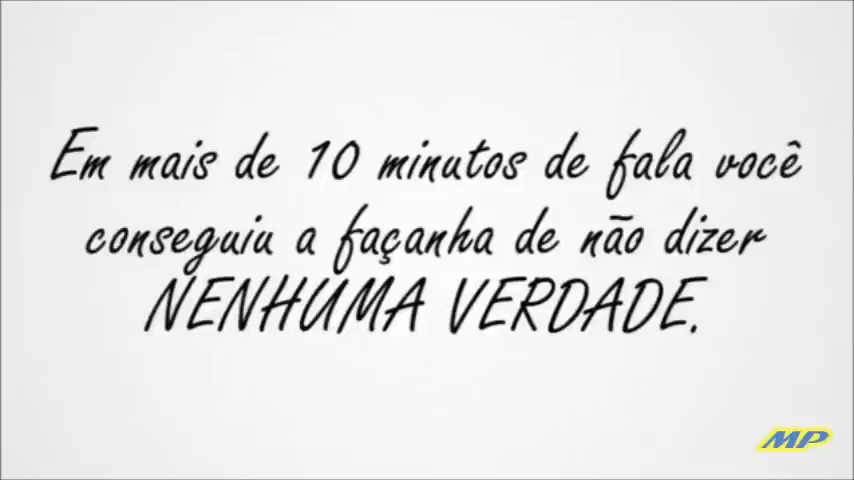 Em mais de 10 minutos de fala você
conseguiu a façanha de não dizer
NENHUMA VERDADE.
MP